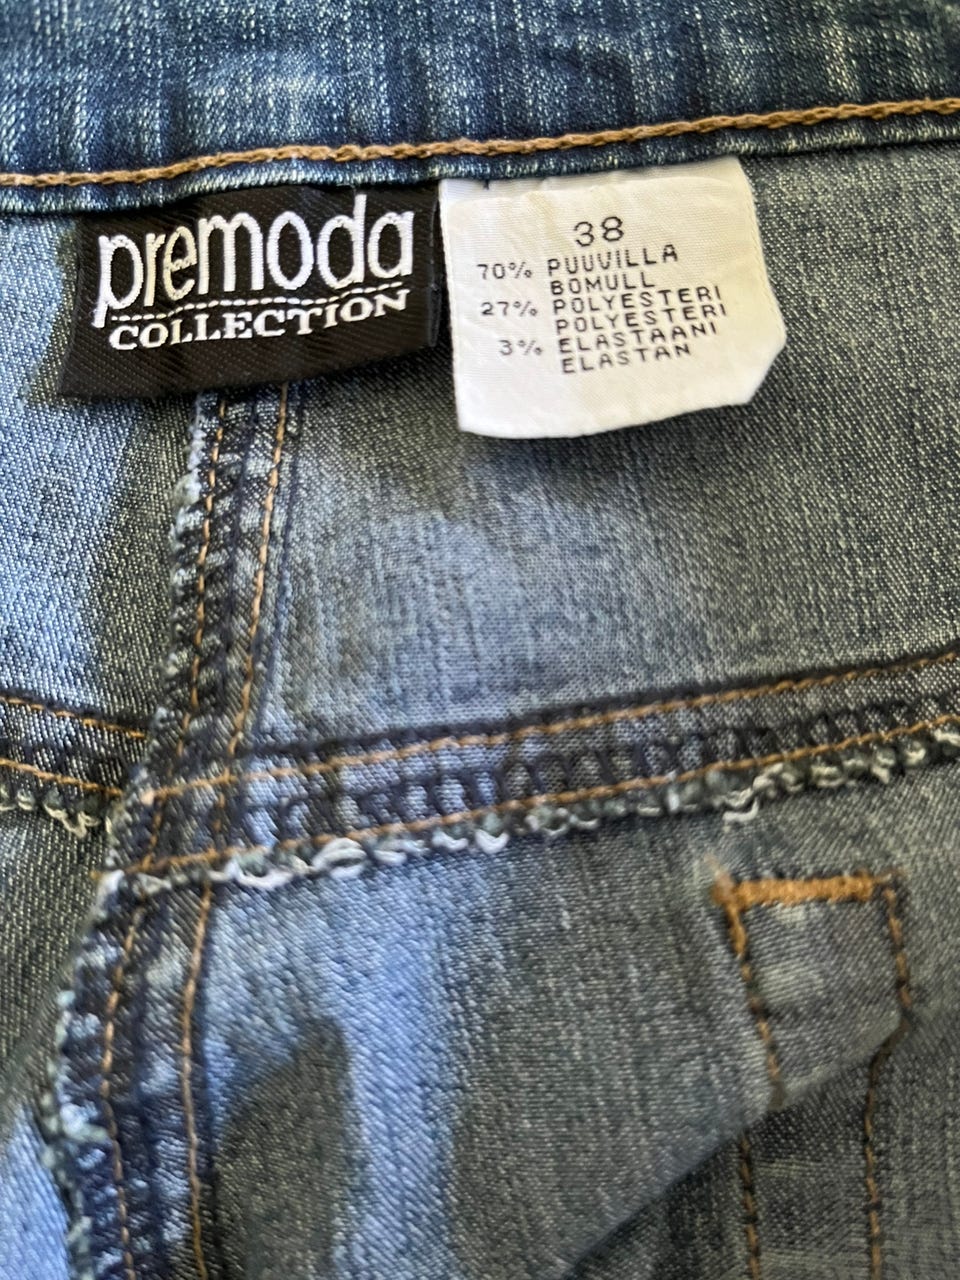 premoda
COLLECTION
38
70% PUUVILLA
BOMULL
27% POLYESTERI
POLYESTERI
3% ELASTAANI
ELASTAN